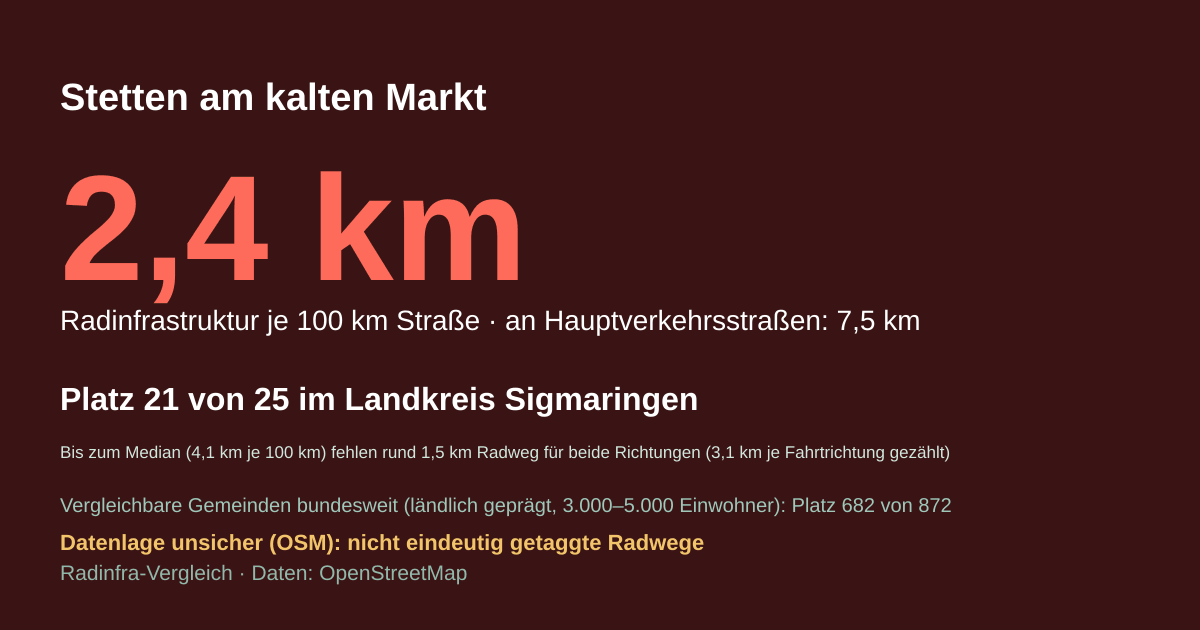 Stetten am kalten Markt
2,4 km
Radinfrastruktur je 100 km Straße · an Hauptverkehrsstraßen: 7,5 km
Platz 21 von 25 im Landkreis Sigmaringen
Bis zum Median (4,1 km je 100 km) fehlen rund 1,5 km Radweg für beide Richtungen (3,1 km je Fahrtrichtung gezählt)
Vergleichbare Gemeinden bundesweit (ländlich geprägt, 3.000–5.000 Einwohner): Platz 682 von 872
Datenlage unsicher (OSM): nicht eindeutig getaggte Radwege
Radinfra-Vergleich · Daten: OpenStreetMap